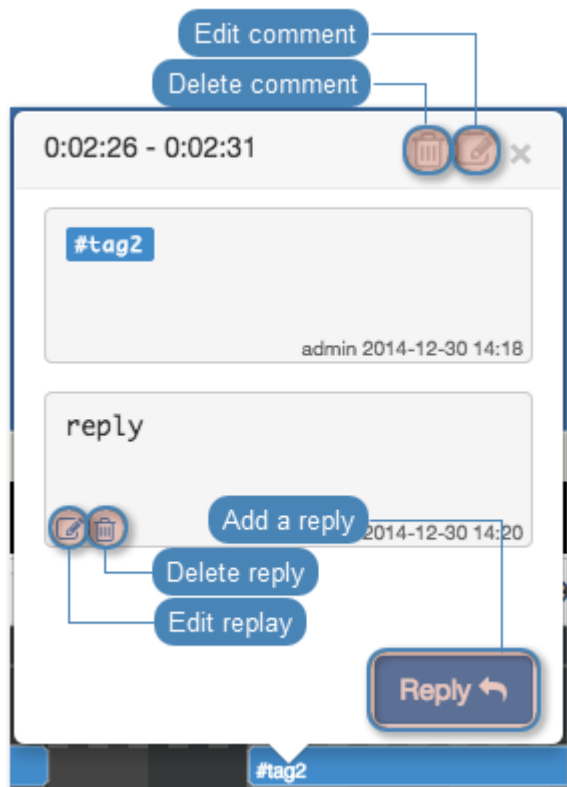 Edit comment
Delete comment
0:02:26 - 0:02:31
×
#tag2
admin 2014-12-30 14:18
reply
Add a reply
2014-12-30 14:20
Delete reply
Edit replay
Reply
#tag2